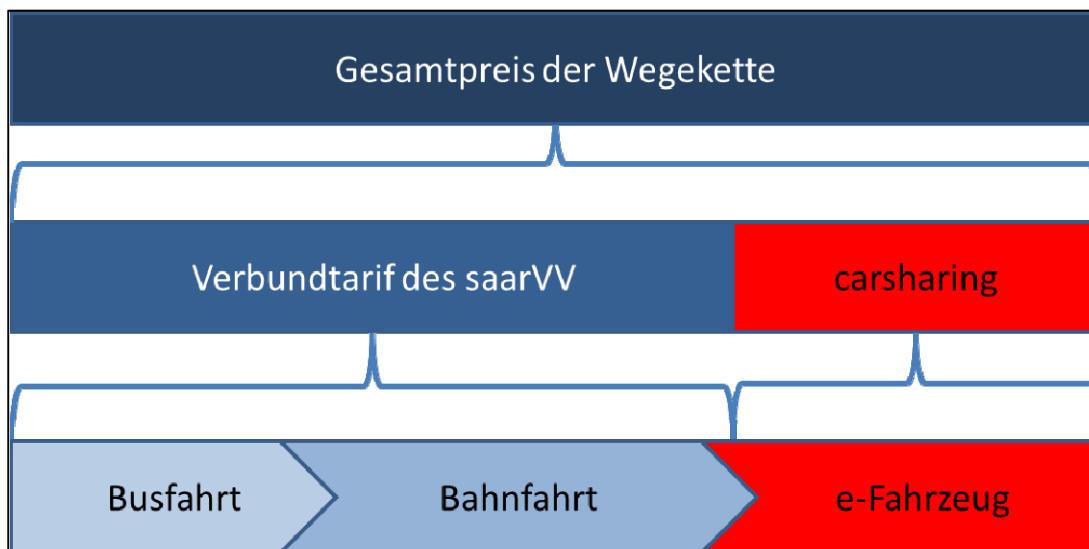 Gesamtpreis der Wegekette
Verbundtarif des saarVV
carsharing
Busfahrt
Bahnfahrt
e-Fahrzeug